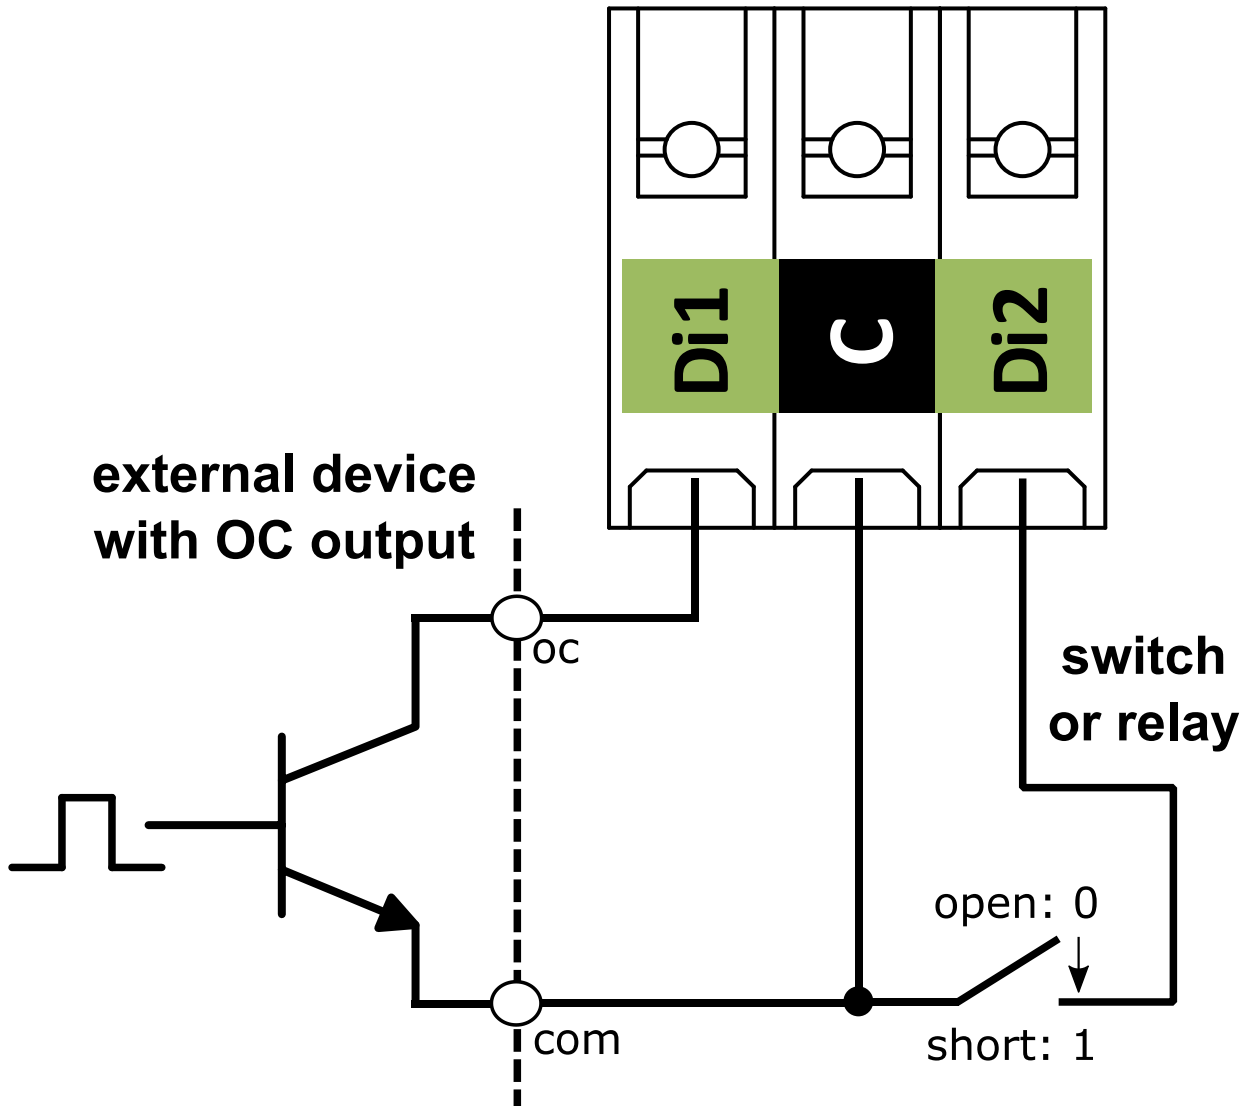 Di1
C
Di2
external device
with OC output
oc
switch
or relay
open: 0
com
short: 1